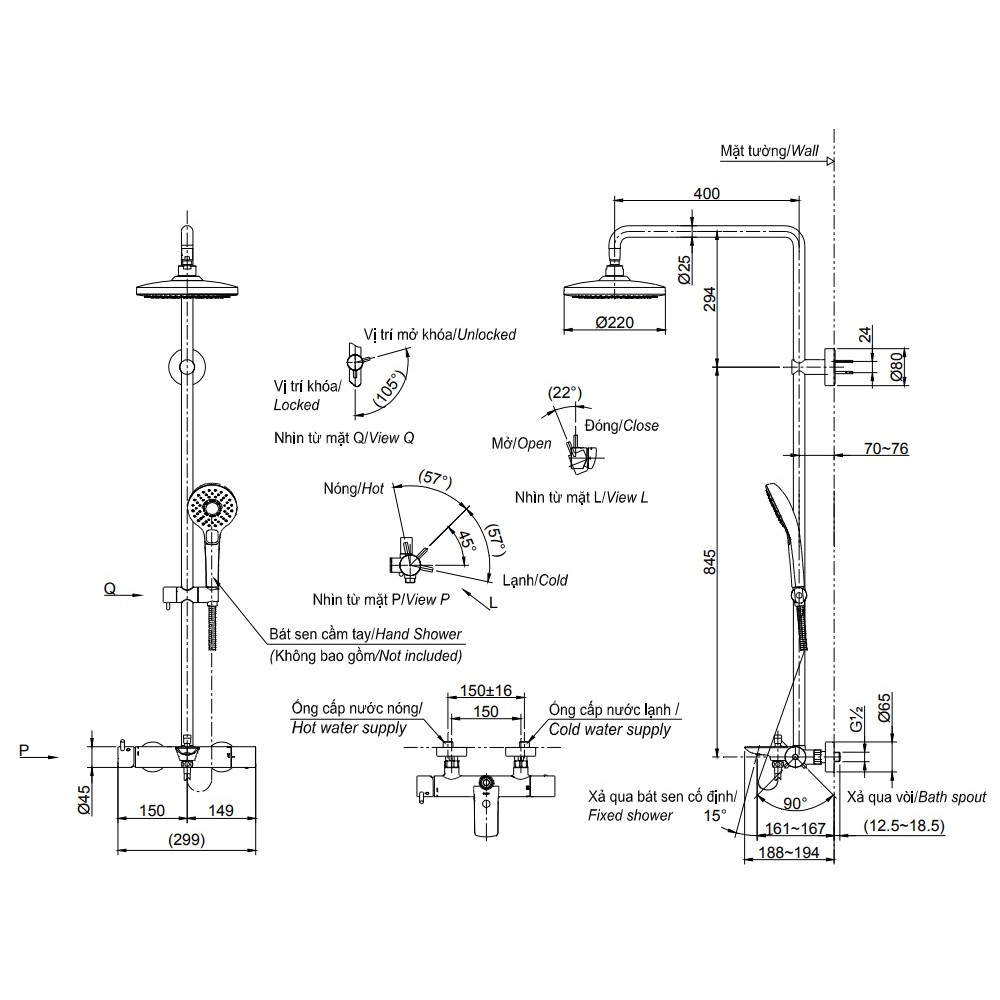 Mặt tường/Wall
400
Ø25
294
Ø220
24
Ø80
Vị trí mở khóa/Unlocked
Vị trí khóa/
Locked
(105°)
Nhìn từ mặt Q/View Q
(22°)
Đóng/Close
Mở/Open
Nhìn từ mặt L/View L
70~76
Nóng/Hot
(57°)
(57°)
45°
Lạnh/Cold
Nhìn từ mặt P/View P
L
845
Q
Bát sen cầm tay/Hand Shower
(Không bao gồm/Not included)
150±16
150
Ống cấp nước nóng/
Hot water supply
Ống cấp nước lạnh /
Cold water supply
G½
Ø65
P
Ø45
150
149
(299)
Xả qua bát sen cố định/
Fixed shower
15°
90°
Xả qua vòi/Bath spout
161~167
(12.5~18.5)
188~194